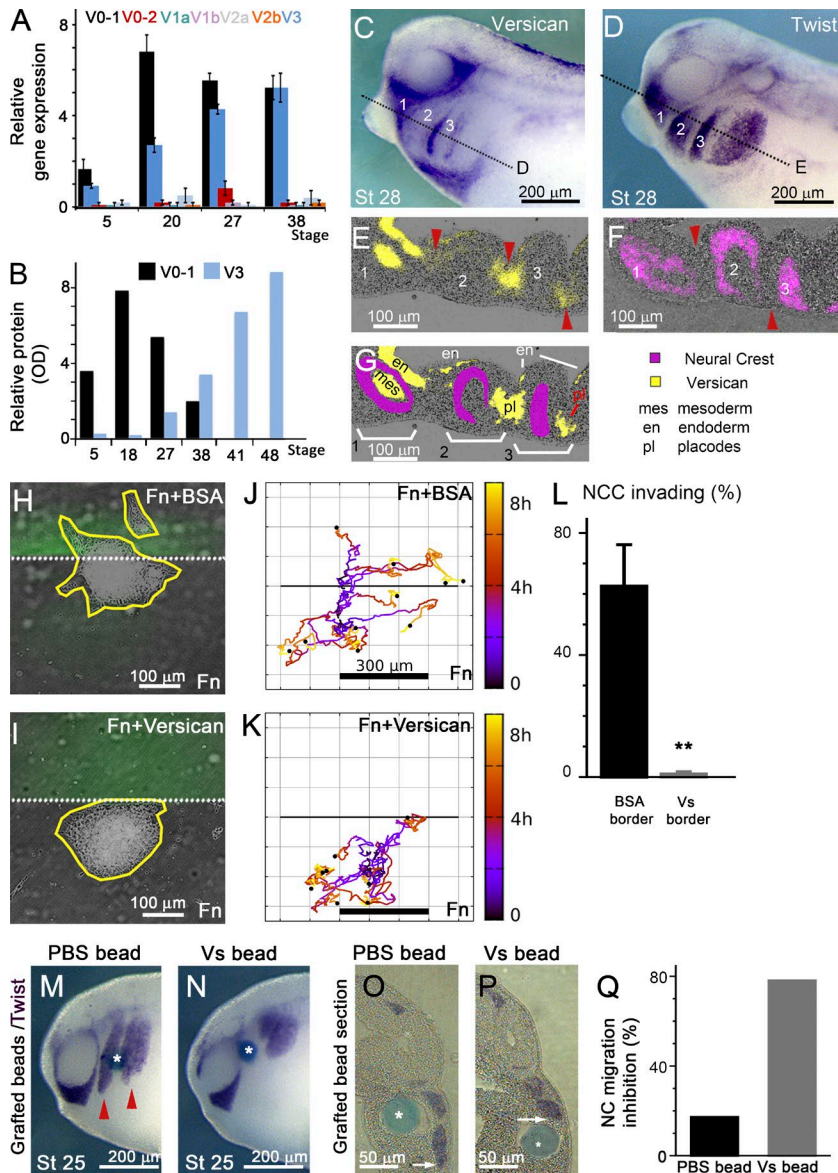 A
V0-1 V0-2 V1a V1b V2a V2b V3
Relative
gene expression
8
4
0
5 20 27 38 Stage
B
V0-1 V3
Relative protein
(OD)
8
4
0
5 18 27 38 41 48 Stage
C Versican
1
2
3
D
St 28
200 µm
D Twist
1
2
3
E
St 28
200 µm
E
1
2
3
100 µm
F
1
2
3
100 µm
G
en
mes
en
en
pl
pl
1
2
3
100 µm
Neural Crest
Versican
mes mesoderm
en endoderm
pl placodes
H Fn+BSA
100 µm
Fn
I Fn+Versican
100 µm
Fn
J Fn+BSA
300 µm
Fn
8h
4h
0
K Fn+Versican
Fn
8h
4h
0
L NCC invading (%)
80
40
0
**
BSA
border
Vs
border
PBS bead
Vs bead
Grafted beads /Twist
M
*
St 25
200 µm
N
*
St 25
200 µm
PBS bead
Vs bead
Grafted bead section
O
*
50 µm
P
*
50 µm
Q
NC migration
inhibition (%)
80
40
0
PBS bead Vs bead